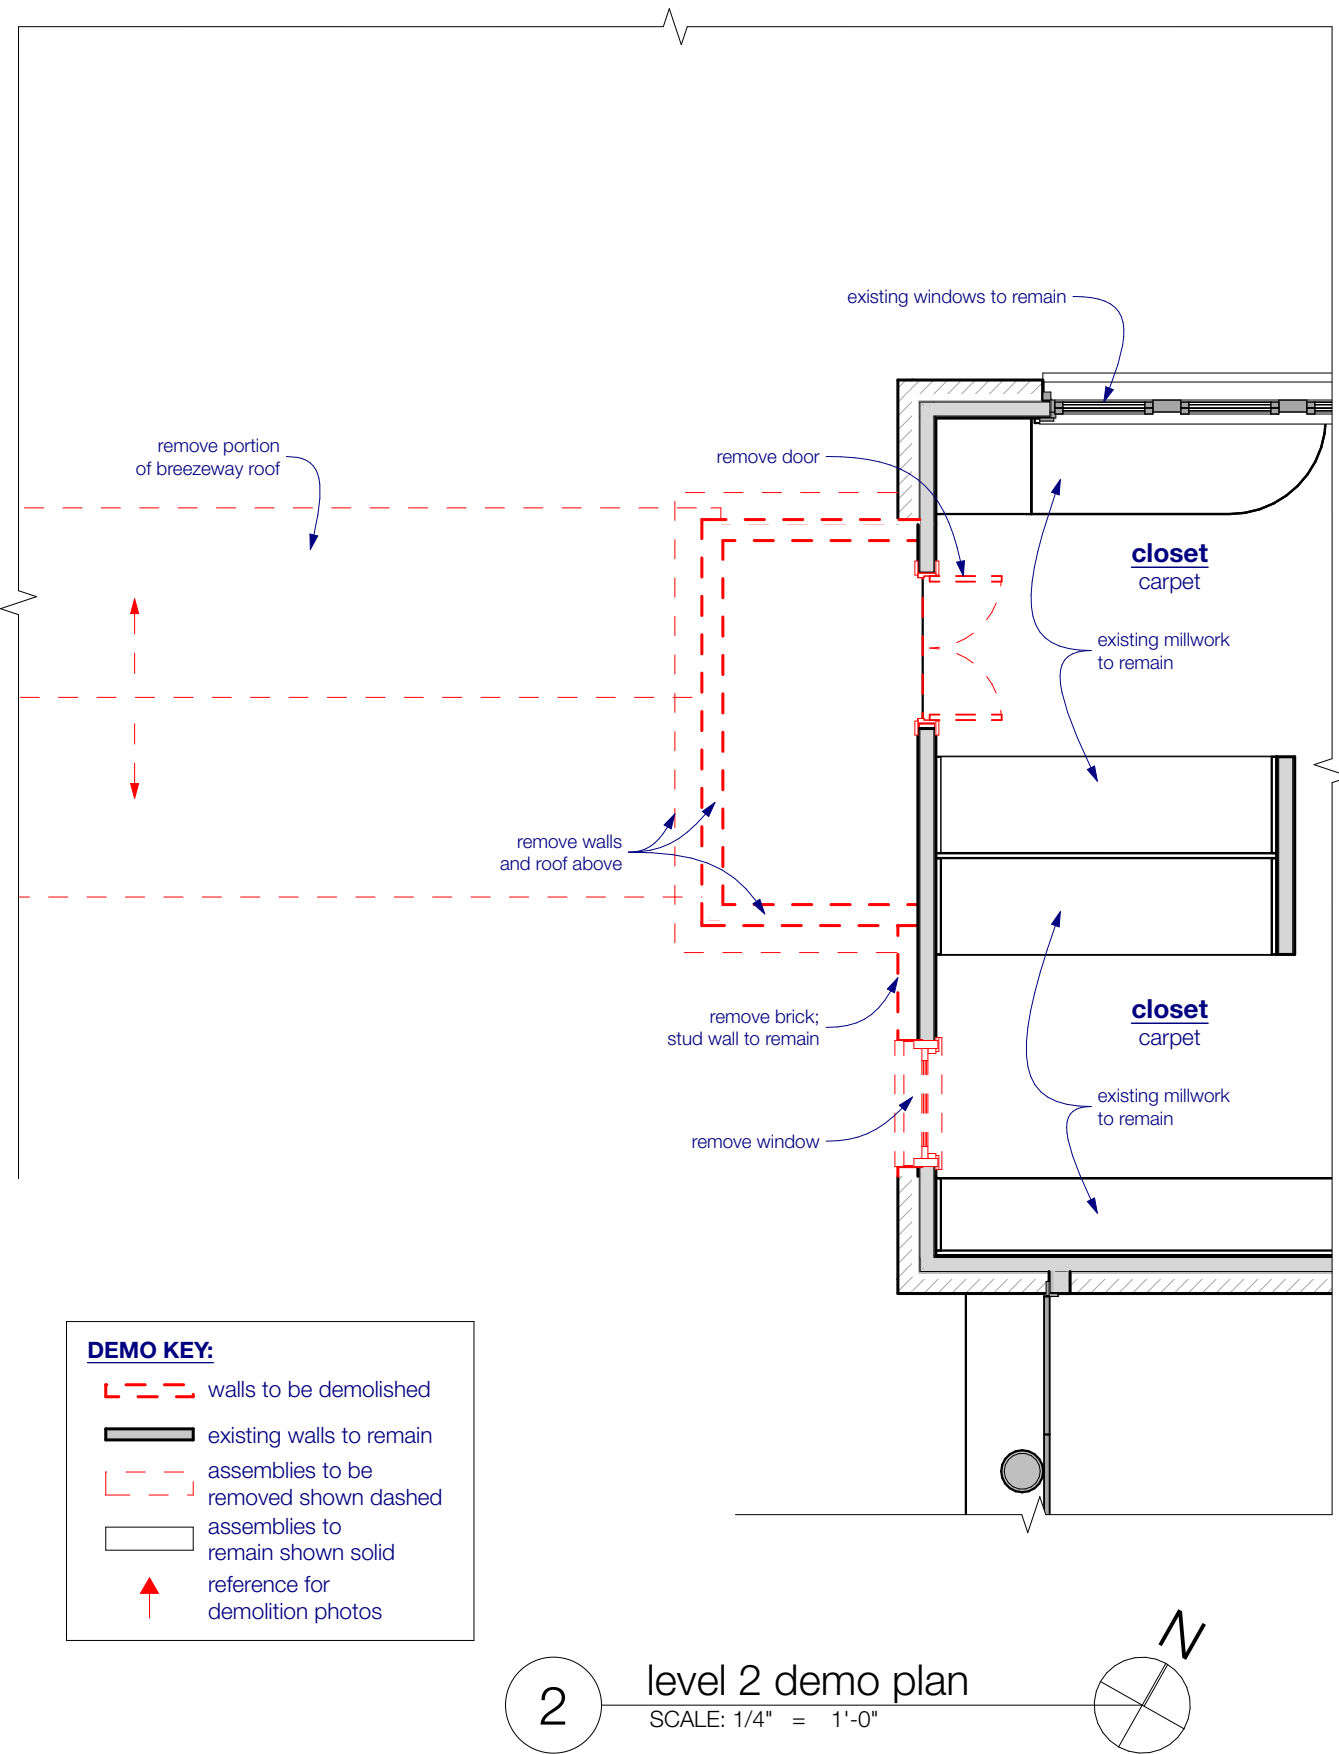 existing windows to remain
remove portion
of breezeway roof
remove door
closet
carpet
existing millwork
to remain
remove walls
and roof above
remove brick;
stud wall to remain
closet
carpet
existing millwork
to remain
remove window
DEMO KEY:
walls to be demolished
existing walls to remain
assemblies to be
removed shown dashed
assemblies to
remain shown solid
reference for
demolition photos
2
level 2 demo plan
SCALE: 1/4" = 1'-0"
N